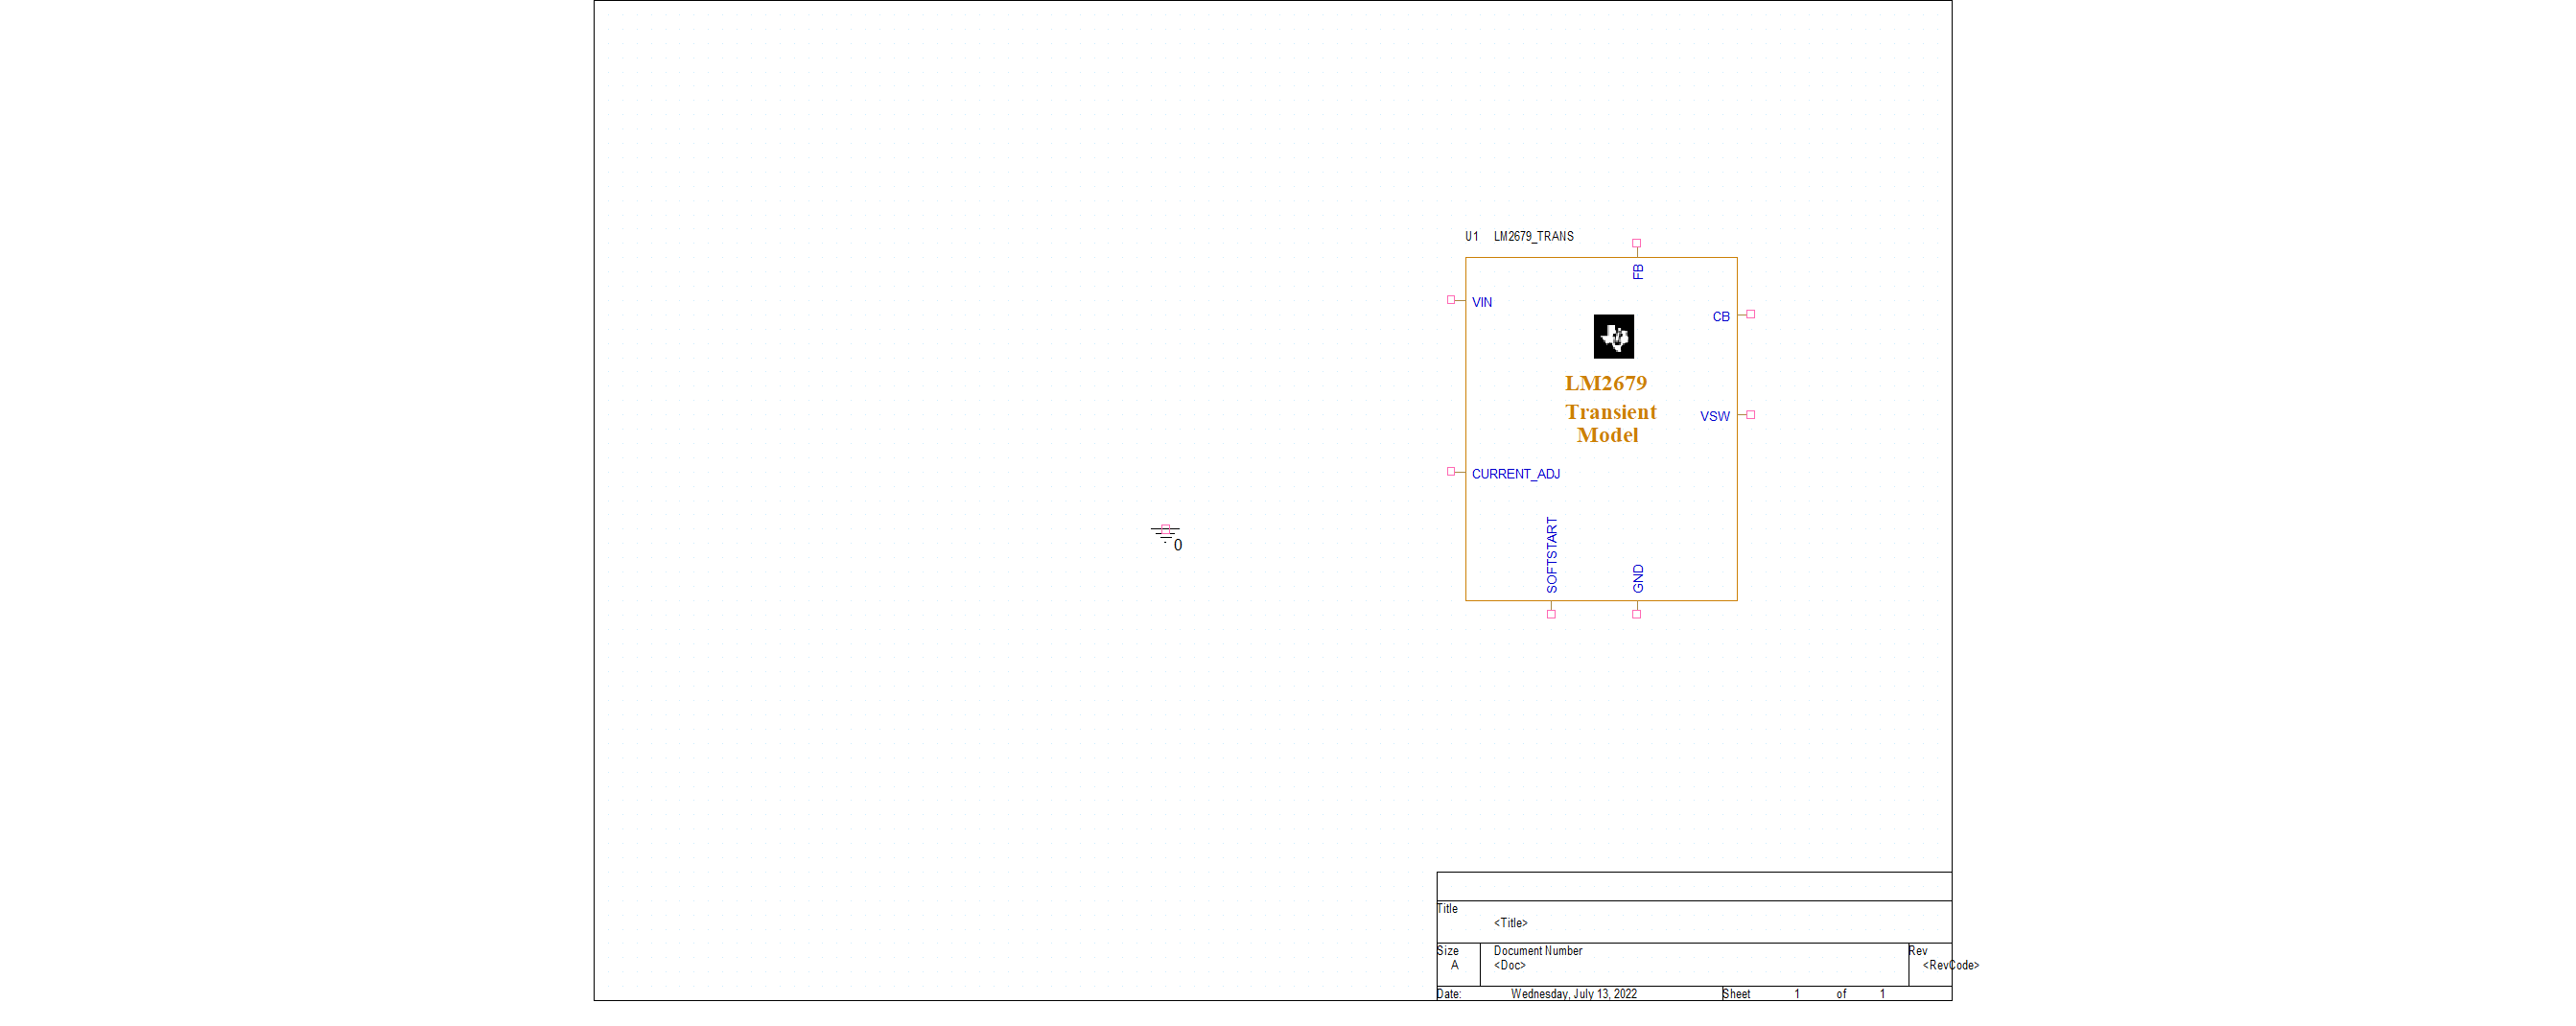 U1 LM2679_TRANS
FB
VIN
CB
LM2679
Transient
Model
VSW
CURRENT_ADJ
SOFTSTART
GND
0
Title
<Title>
Size
A
Document Number
<Doc>
Rev
<RevCode>
Date: Wednesday, July 13, 2022 Sheet 1 of 1